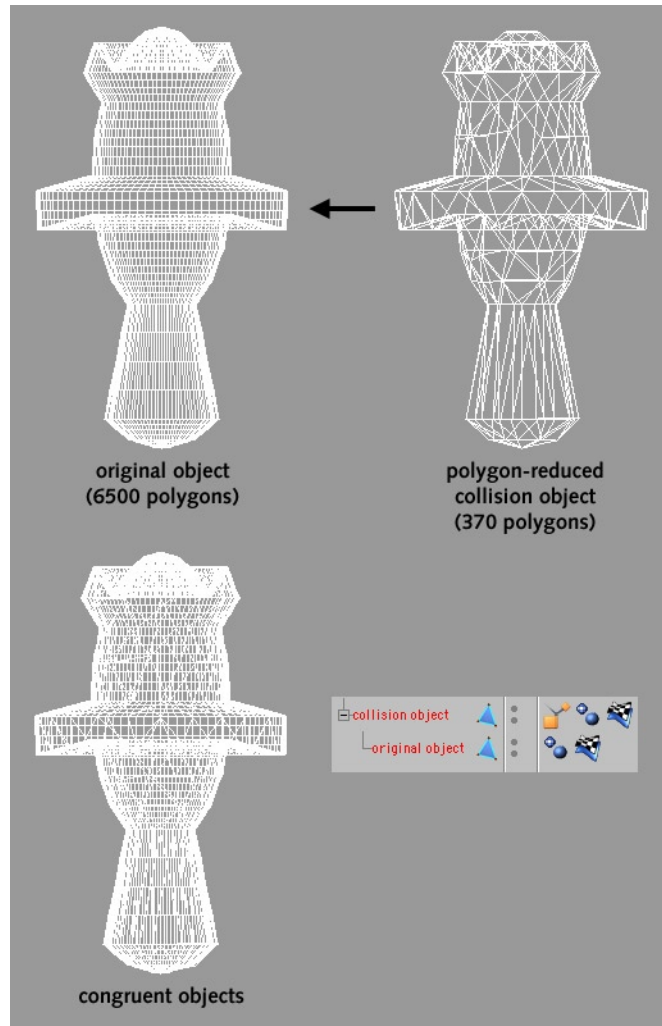 original object
(6500 polygons)
polygon-reduced
collision object
(370 polygons)
collision object
original object
congruent objects